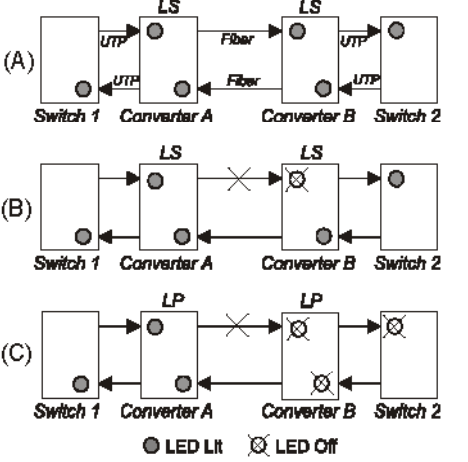 LS LS
(A)
UTP Fiber UTP
UTP Fiber UTP
Switch 1 Converter A Converter B Switch 2
LS LS
(B)
Switch 1 Converter A Converter B Switch 2
LP LP
(C)
Switch 1 Converter A Converter B Switch 2
LED Lit LED Off